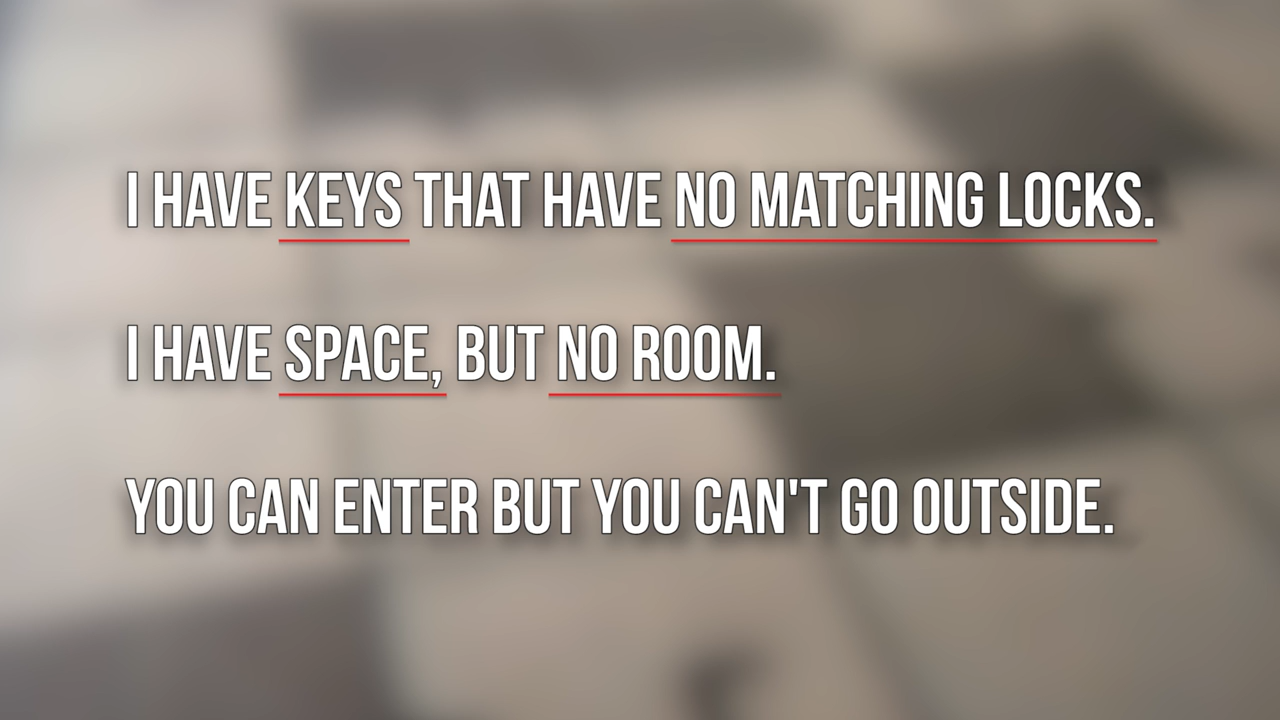 I HAVE KEYS THAT HAVE NO MATCHING LOCKS.
I HAVE SPACE, BUT NO ROOM.
YOU CAN ENTER BUT YOU CAN'T GO OUTSIDE.